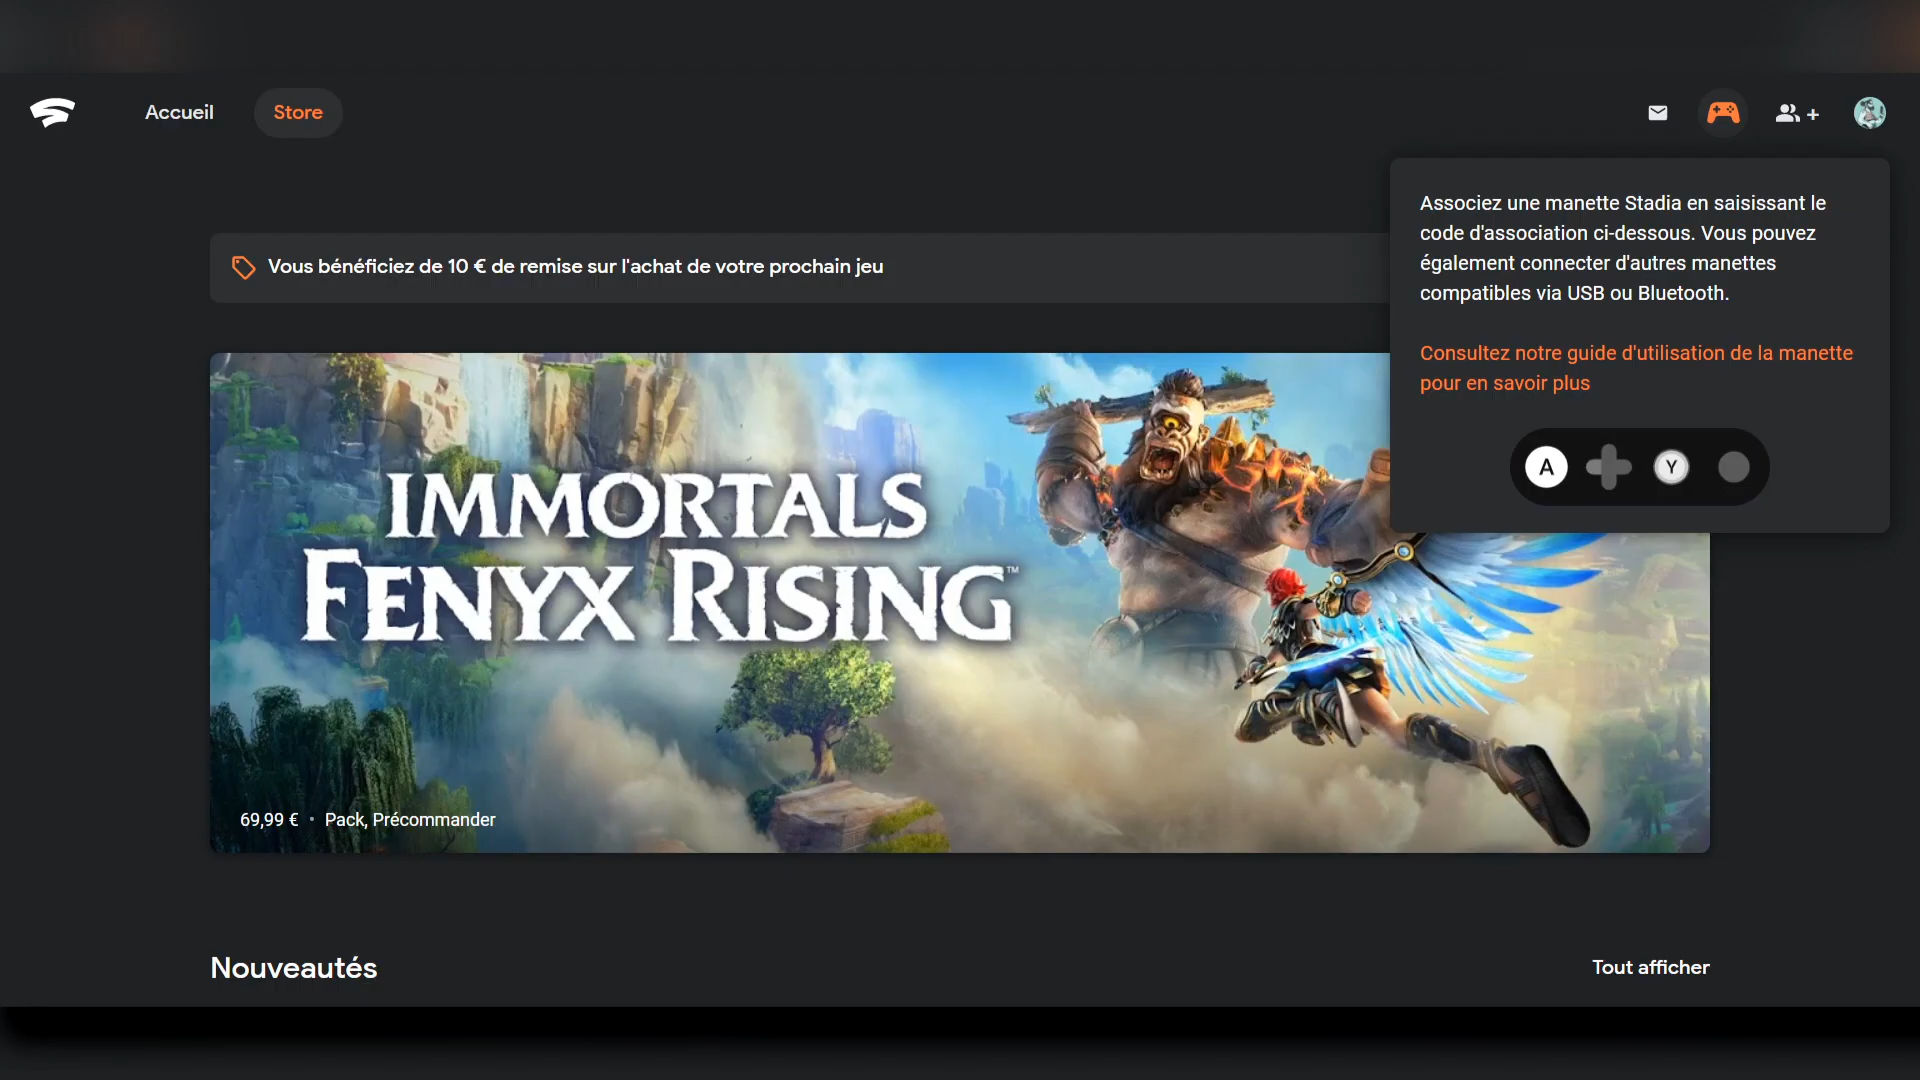 Accueil
Store
Associez une manette Stadia en saisissant le
code d'association ci-dessous. Vous pouvez
également connecter d'autres manettes
compatibles via USB ou Bluetooth.
Consultez notre guide d'utilisation de la manette
pour en savoir plus
A
Y
Vous bénéficiez de 10 € de remise sur l'achat de votre prochain jeu
IMMORTALS
FENYX RISING™
69,99 € • Pack, Précommander
Nouveautés
Tout afficher